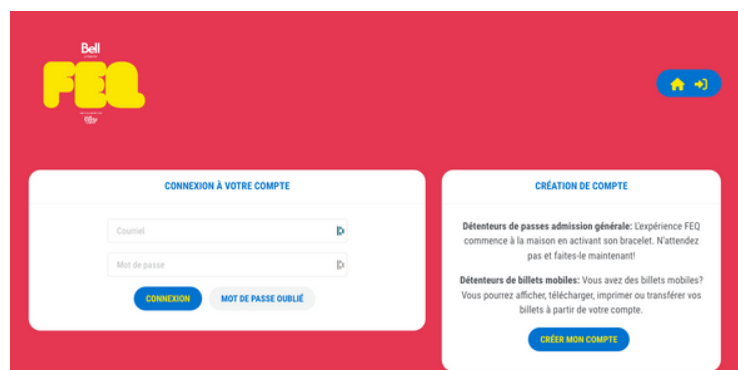 Bell
FEQ
CONNEXION À VOTRE COMPTE
Courriel
Mot de passe
CONNEXION
MOT DE PASSE OUBLIÉ
CRÉATION DE COMPTE
Détenteurs de passes admission générale: L'expérience FEQ
commence à la maison en activant son bracelet. N'attendez
pas et faites-le maintenant!
Détenteurs de billets mobiles: Vous avez des billets mobiles?
Vous pourrez afficher, télécharger, imprimer ou transférer vos
billets à partir de votre compte.
CRÉER MON COMPTE